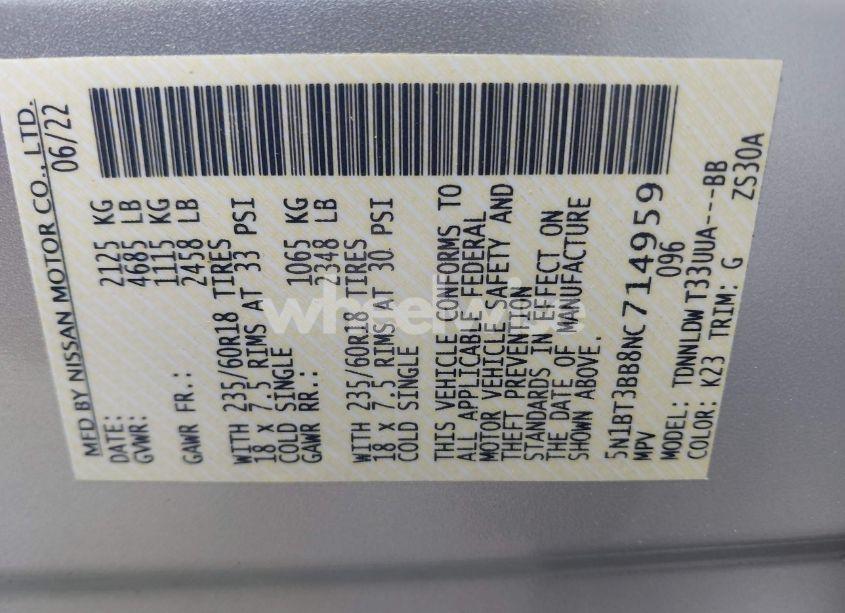 MFD BY NISSAN MOTOR CO., LTD.
DATE: 06/22
GVWR: 2125 KG
4685 LB
GAWR FR.: 1115 KG
2458 LB
WITH 235/60R18 TIRES
18 X 7.5 RIMS AT 33 PSI
COLD SINGLE
GAWR RR.: 1065 KG
2348 LB
WITH 235/60R18 TIRES
18 X 7.5 RIMS AT 30 PSI
COLD SINGLE
THIS VEHICLE CONFORMS TO
ALL APPLICABLE FEDERAL
MOTOR VEHICLE SAFETY AND
THEFT PREVENTION
STANDARDS IN EFFECT ON
THE DATE OF MANUFACTURE
SHOWN ABOVE.
5N1BT3BB8NC714959
MPV 096
MODEL: TDNNLDW T33UUA---BB
COLOR: K23 TRIM: G ZS30A
wheelwise